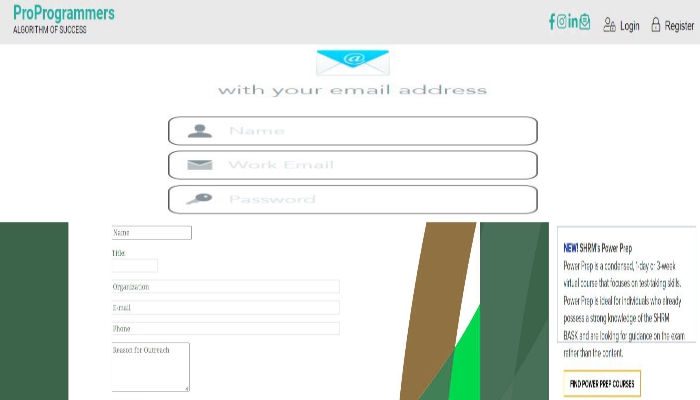 ProProgrammers
ALGORITHM OF SUCCESS
Login
Register
with your email address
Name
Work Email
Password
Name
Title:
Organization
E-mail
Phone
Reason for Outreach
NEW! SHRM's Power Prep
Power Prep is a condensed, 1-day or 3-week
virtual course that focuses on test-taking skills.
Power Prep is ideal for individuals who already
possess a strong knowledge of the SHRM
BASK and are looking for guidance on the exam
rather than the content.
FIND POWER PREP COURSES